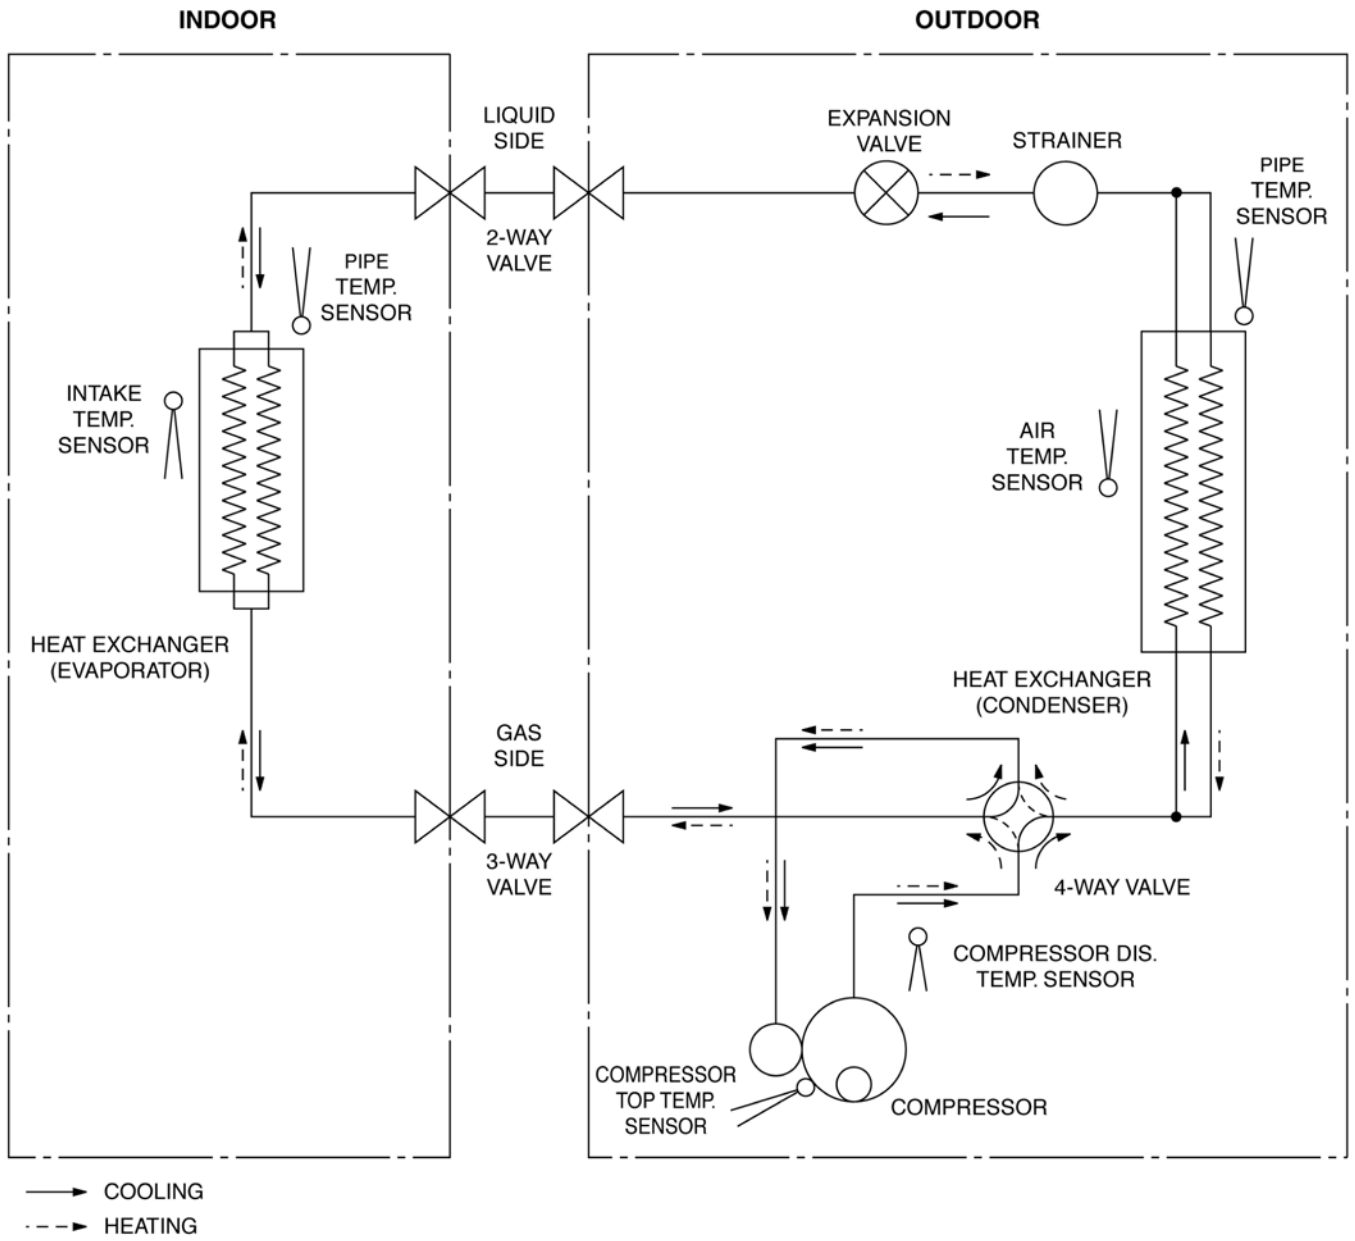 INDOOR
OUTDOOR
LIQUID
SIDE
2-WAY
VALVE
EXPANSION
VALVE
STRAINER
PIPE
TEMP.
SENSOR
PIPE
TEMP.
SENSOR
INTAKE
TEMP.
SENSOR
AIR
TEMP.
SENSOR
HEAT EXCHANGER
(EVAPORATOR)
HEAT EXCHANGER
(CONDENSER)
GAS
SIDE
3-WAY
VALVE
4-WAY VALVE
COMPRESSOR DIS.
TEMP. SENSOR
COMPRESSOR
TOP TEMP.
SENSOR
COMPRESSOR
COOLING
HEATING